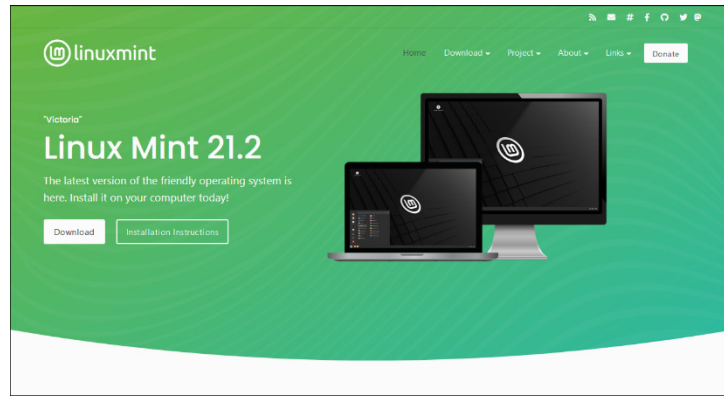 linuxmint
Home Download Project About Links Donate
"Victoria"
Linux Mint 21.2
The latest version of the friendly operating system is
here. Install it on your computer today!
Download Installation Instructions